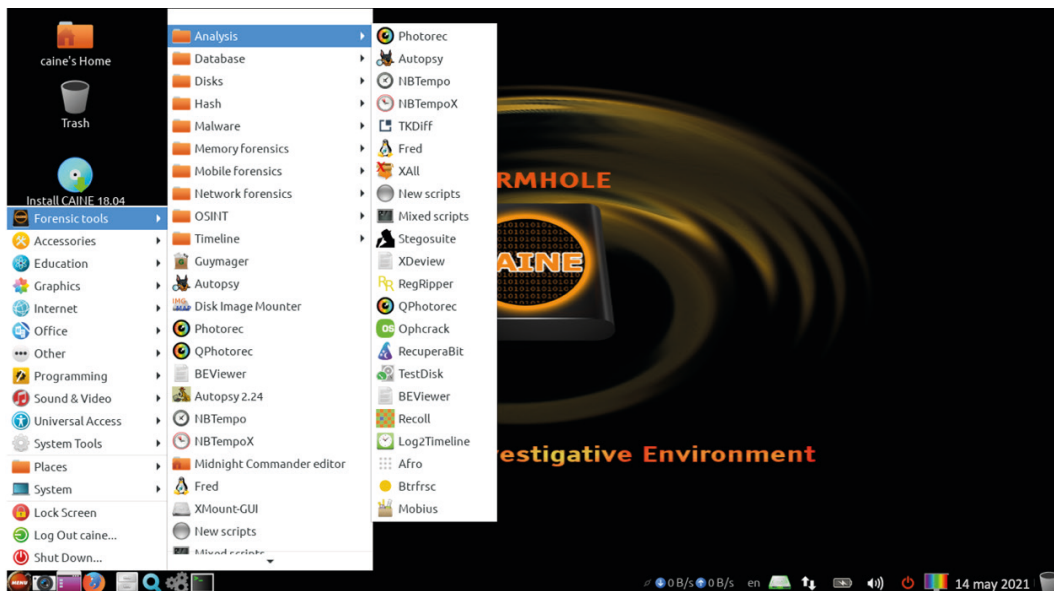 caine's Home
Trash
Install CAINE 18.04
Forensic tools
Accessories
Education
Graphics
Internet
Office
Other
Programming
Sound & Video
Universal Access
System Tools
Places
System
Lock Screen
Log Out caine...
Shut Down...
Analysis
Database
Disks
Hash
Malware
Memory forensics
Mobile forensics
Network forensics
OSINT
Timeline
Guymager
Autopsy
Disk Image Mounter
Photorec
QPhotorec
BEViewer
Autopsy 2.24
NBTempo
NBTempoX
Midnight Commander editor
Fred
XMount-GUI
New scripts
Mixed scripts
Photorec
Autopsy
NBTempo
NBTempoX
TKDiff
Fred
XAll
New scripts
Mixed scripts
Stegosuite
XDeview
RegRipper
QPhotorec
Ophcrack
RecuperaBit
TestDisk
BEViewer
Recoll
Log2Timeline
Afro
Btrfrsc
Mobius
RMHOLE
CAINE
estigative Environment
MENU
0 B/s 0 B/s en
14 may 2021